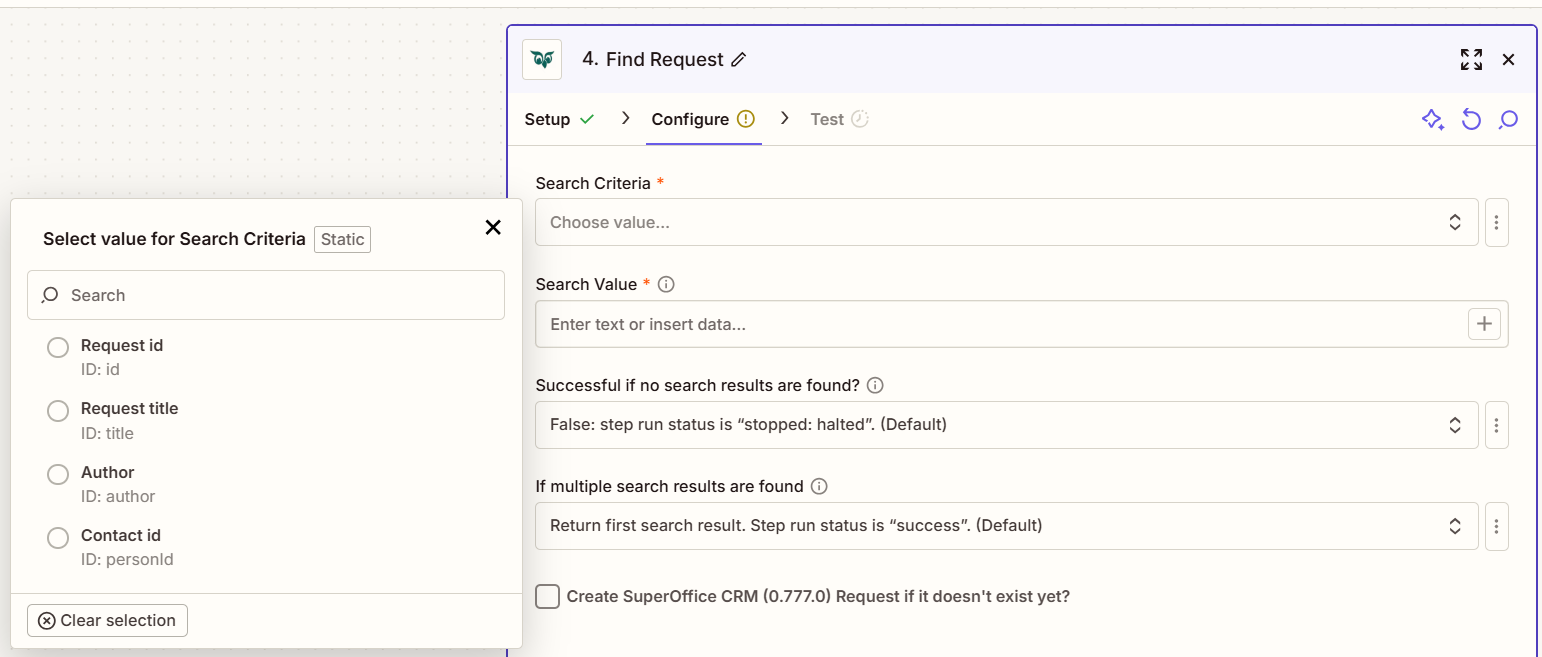 4. Find Request
Setup
Configure
Test
Search Criteria *
Choose value...
Search Value *
Enter text or insert data...
Successful if no search results are found?
False: step run status is “stopped: halted”. (Default)
If multiple search results are found
Return first search result. Step run status is “success”. (Default)
Create SuperOffice CRM (0.777.0) Request if it doesn't exist yet?
Select value for Search Criteria Static
Search
Request id
ID: id
Request title
ID: title
Author
ID: author
Contact id
ID: personId
Clear selection